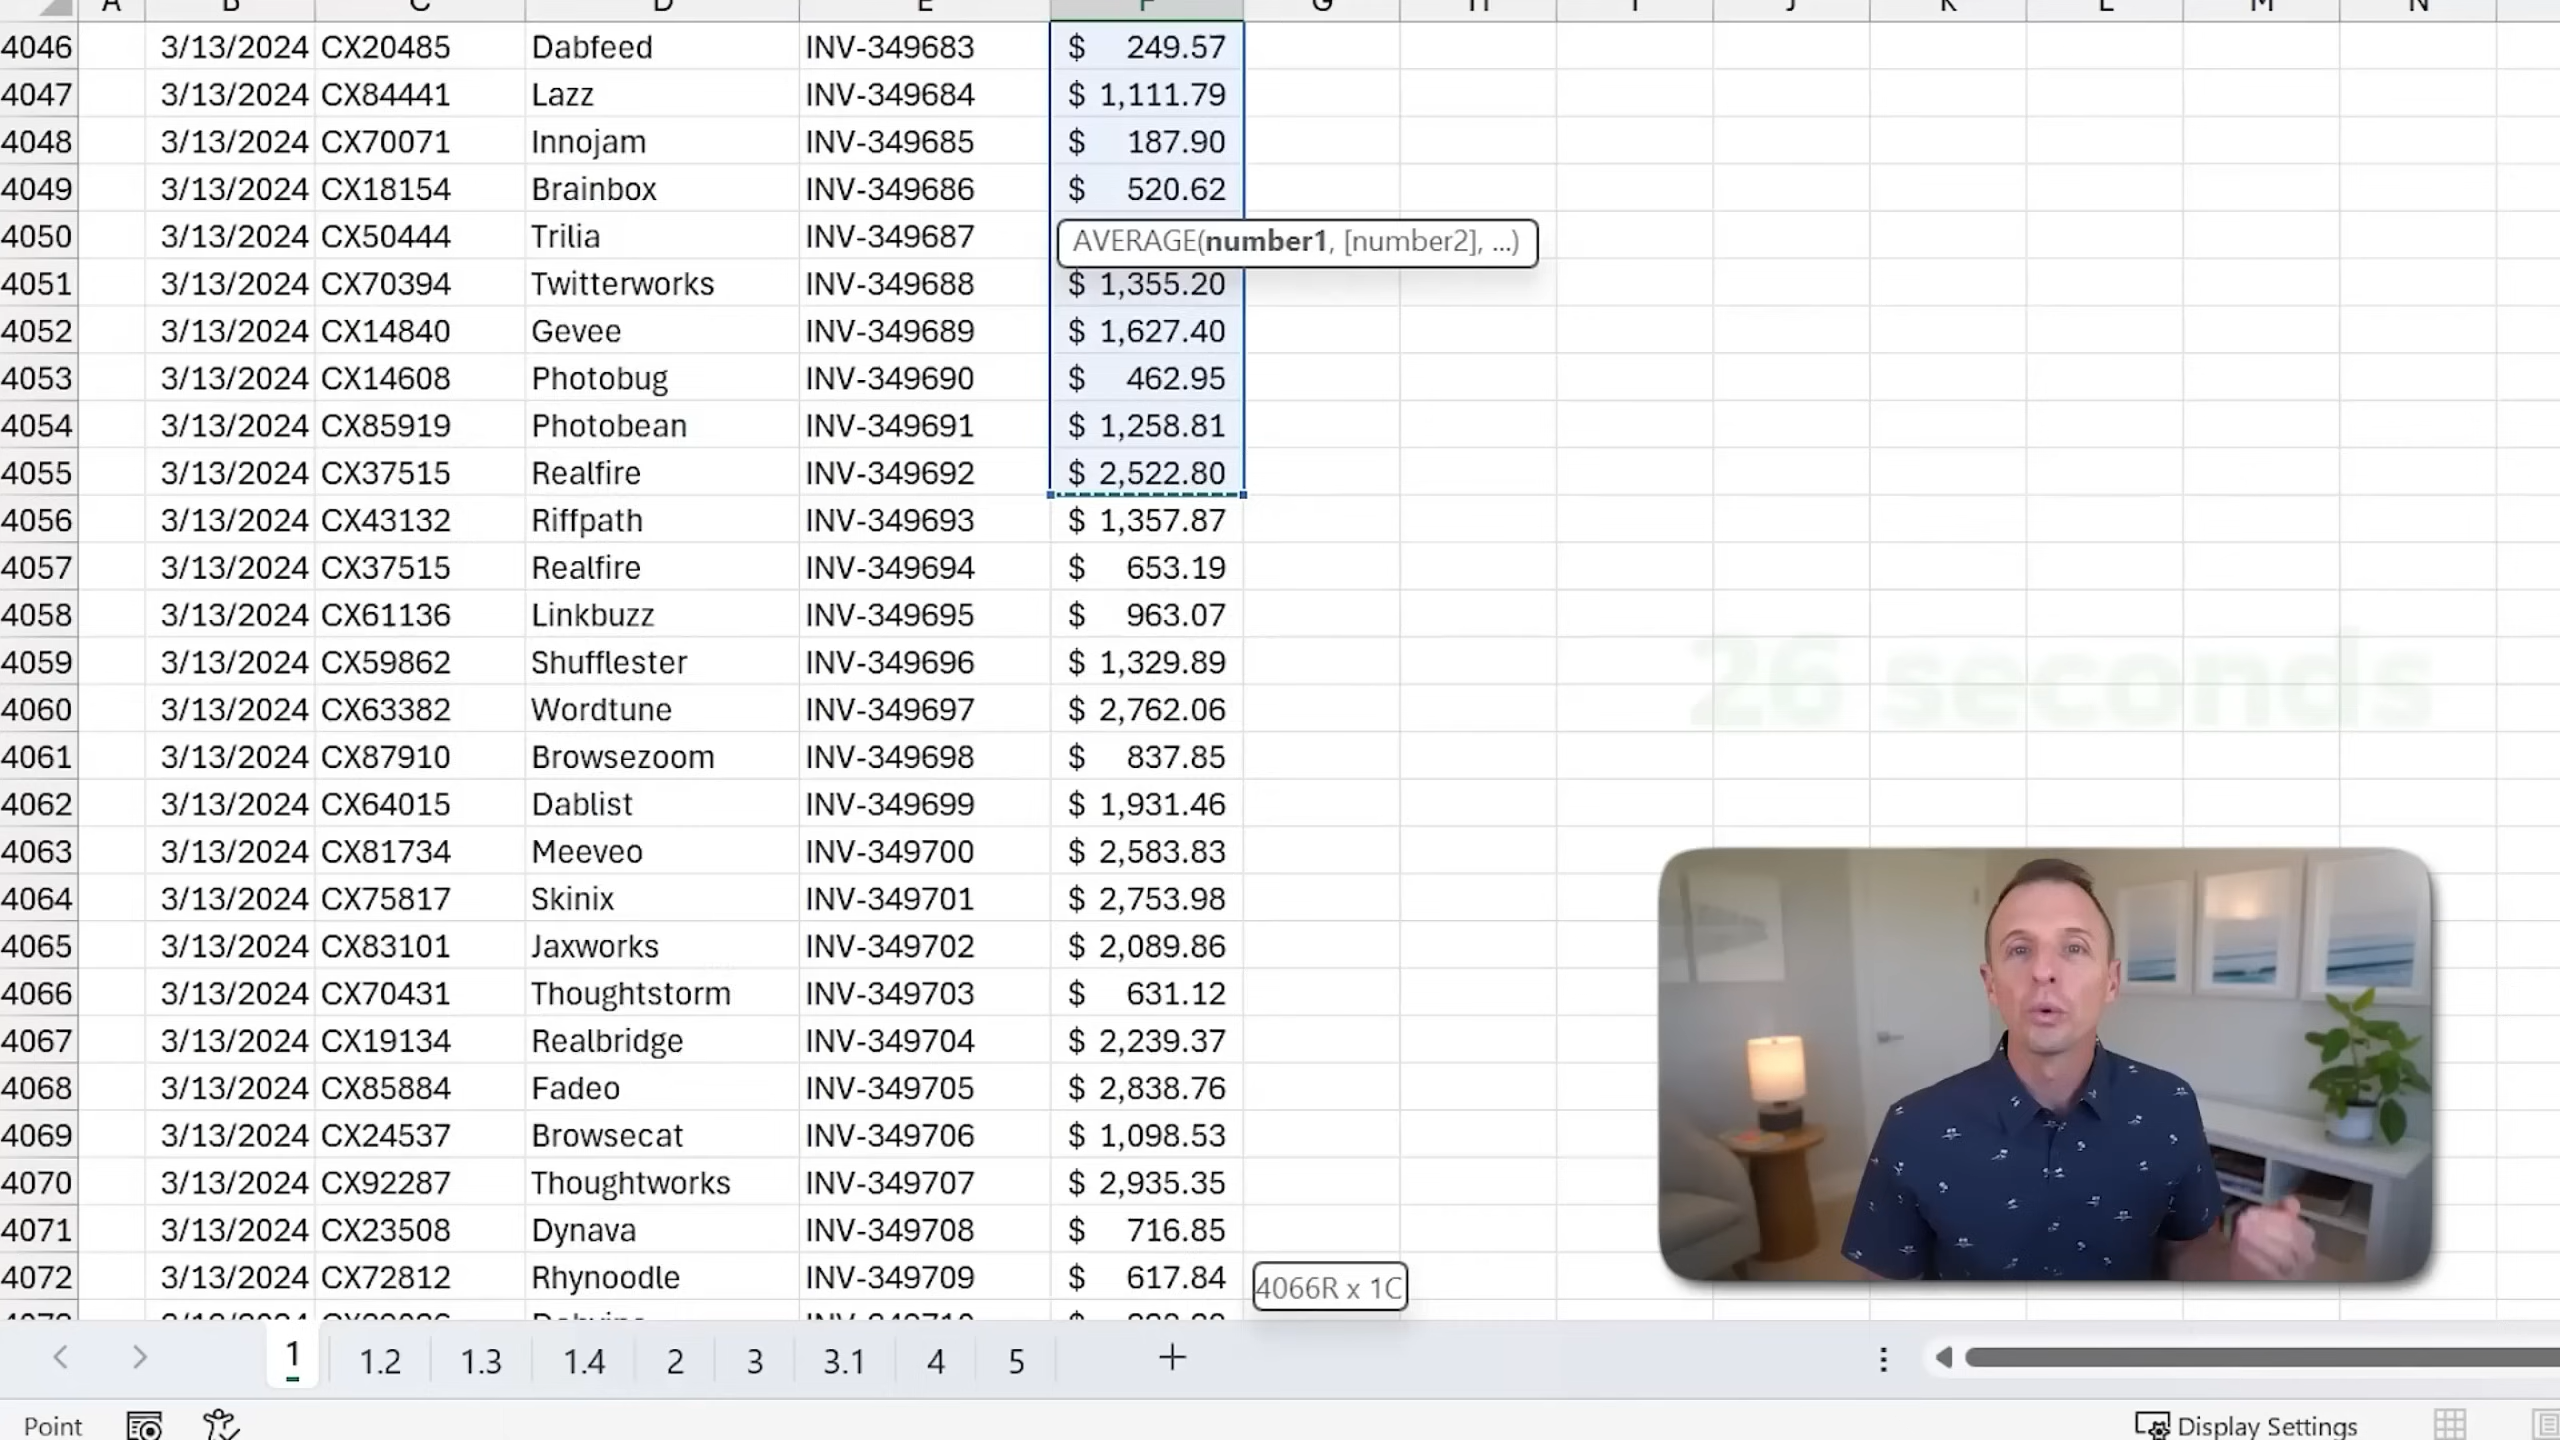 A B C D E F G H I J K L M N
4046 3/13/2024 CX20485 Dabfeed INV-349683 $ 249.57
4047 3/13/2024 CX84441 Lazz INV-349684 $ 1,111.79
4048 3/13/2024 CX70071 Innojam INV-349685 $ 187.90
4049 3/13/2024 CX18154 Brainbox INV-349686 $ 520.62
4050 3/13/2024 CX50444 Trilia INV-349687
AVERAGE(number1, [number2], ...)
4051 3/13/2024 CX70394 Twitterworks INV-349688 $ 1,355.20
4052 3/13/2024 CX14840 Gevee INV-349689 $ 1,627.40
4053 3/13/2024 CX14608 Photobug INV-349690 $ 462.95
4054 3/13/2024 CX85919 Photobean INV-349691 $ 1,258.81
4055 3/13/2024 CX37515 Realfire INV-349692 $ 2,522.80
4056 3/13/2024 CX43132 Riffpath INV-349693 $ 1,357.87
4057 3/13/2024 CX37515 Realfire INV-349694 $ 653.19
4058 3/13/2024 CX61136 Linkbuzz INV-349695 $ 963.07
4059 3/13/2024 CX59862 Shufflester INV-349696 $ 1,329.89
26 seconds
4060 3/13/2024 CX63382 Wordtune INV-349697 $ 2,762.06
4061 3/13/2024 CX87910 Browsezoom INV-349698 $ 837.85
4062 3/13/2024 CX64015 Dablist INV-349699 $ 1,931.46
4063 3/13/2024 CX81734 Meeveo INV-349700 $ 2,583.83
4064 3/13/2024 CX75817 Skinix INV-349701 $ 2,753.98
4065 3/13/2024 CX83101 Jaxworks INV-349702 $ 2,089.86
4066 3/13/2024 CX70431 Thoughtstorm INV-349703 $ 631.12
4067 3/13/2024 CX19134 Realbridge INV-349704 $ 2,239.37
4068 3/13/2024 CX85884 Fadeo INV-349705 $ 2,838.76
4069 3/13/2024 CX24537 Browsecat INV-349706 $ 1,098.53
4070 3/13/2024 CX92287 Thoughtworks INV-349707 $ 2,935.35
4071 3/13/2024 CX23508 Dynava INV-349708 $ 716.85
4072 3/13/2024 CX72812 Rhynoodle INV-349709 $ 617.84
4066R x 1C
1 1.2 1.3 1.4 2 3 3.1 4 5 +
Point Display Settings